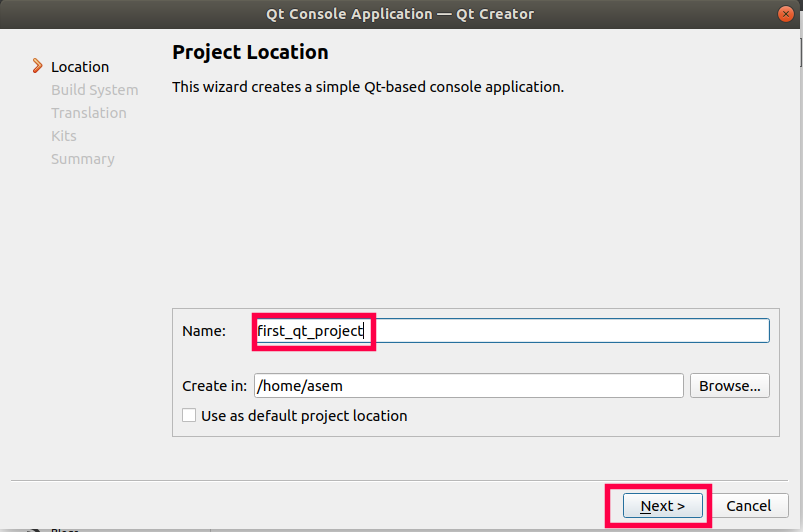 Qt Console Application — Qt Creator
Location
Build System
Translation
Kits
Summary
Project Location
This wizard creates a simple Qt-based console application.
Name: first_qt_project
Create in: /home/asem Browse...
Use as default project location
Next > Cancel